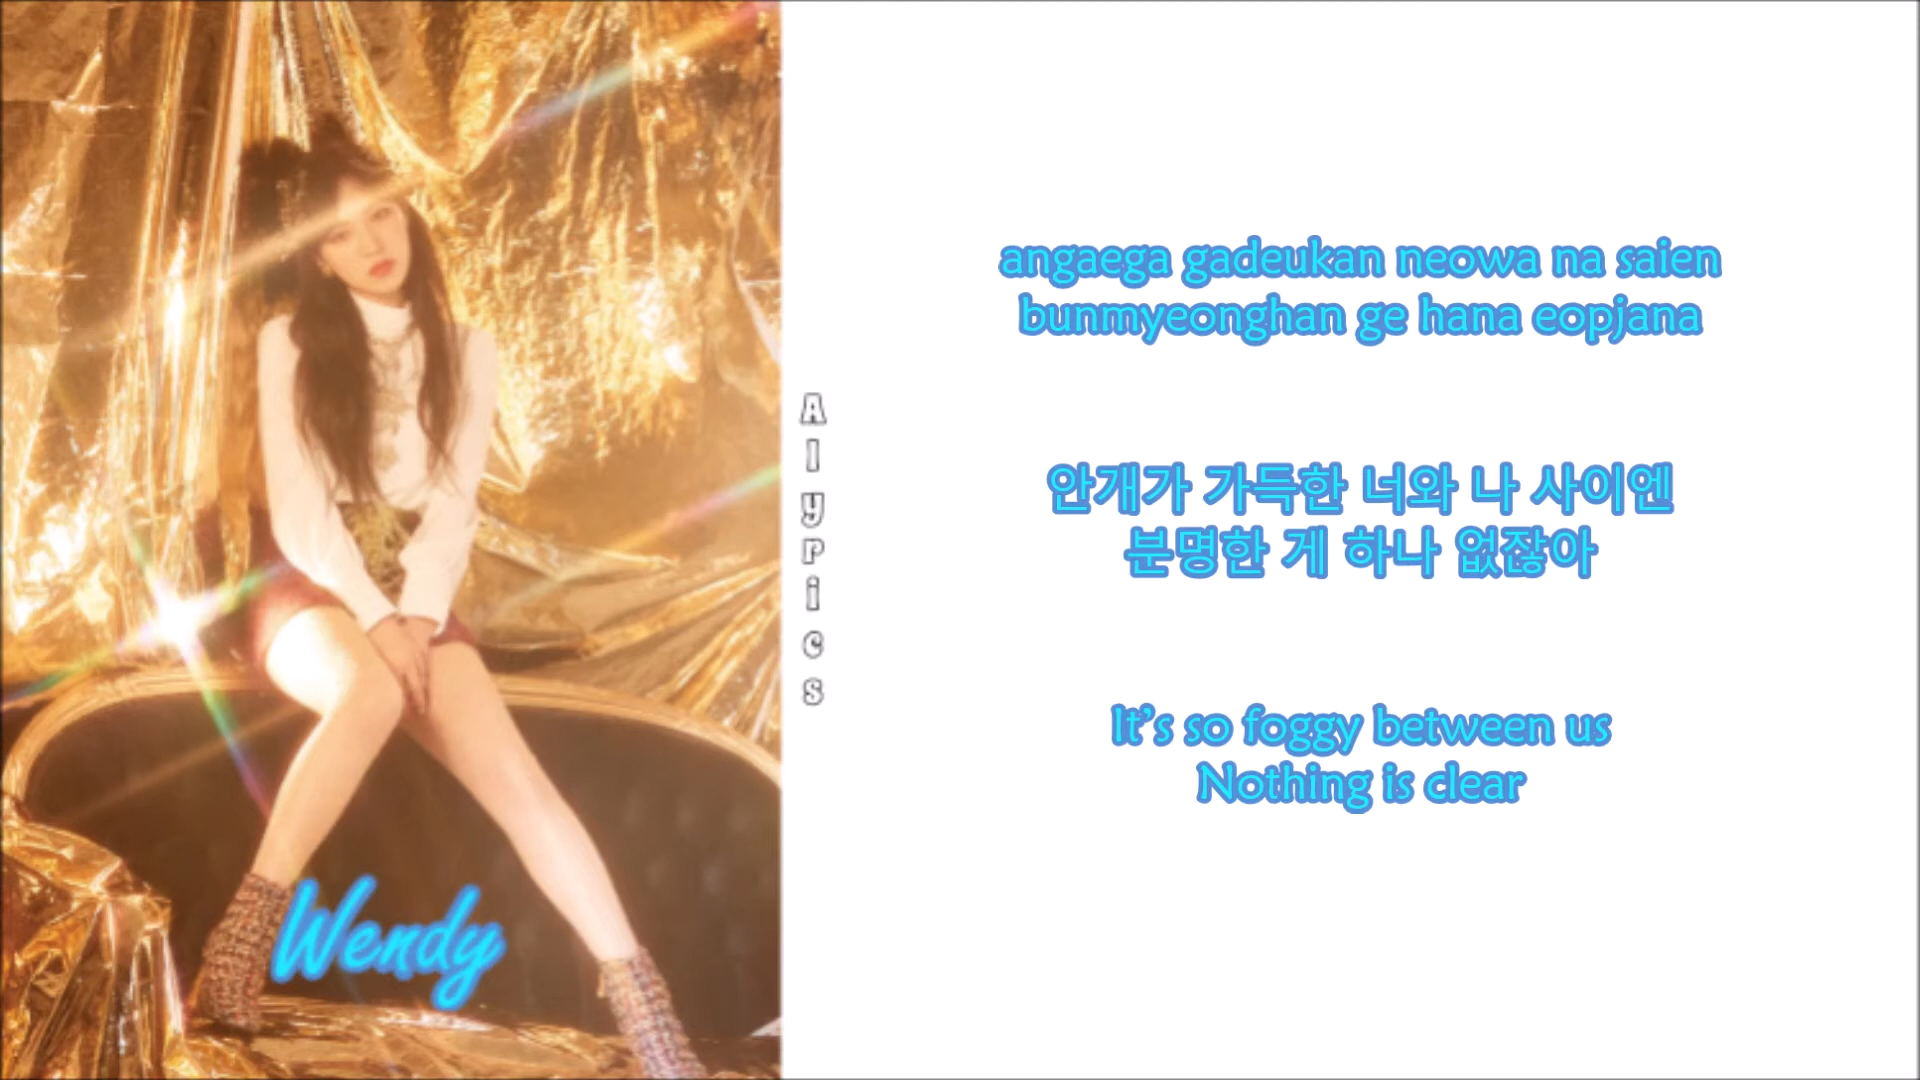 Wendy
Alyrics
angaega gadeukan neowa na saien
bunmyeonghan ge hana eopjana
안개가 가득한 너와 나 사이엔
분명한 게 하나 없잖아
It's so foggy between us
Nothing is clear